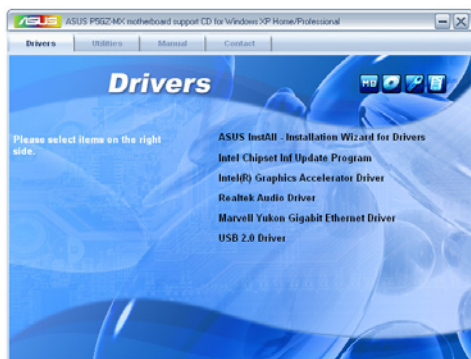 ASUS ASUS P5GZ-MX motherboard support CD for Windows XP Home/Professional
Drivers Utilities Manual Contact
Drivers
MB
Please select items on the right
side.
ASUS InstAll - Installation Wizard for Drivers
Intel Chipset Inf Update Program
Intel(R) Graphics Accelerator Driver
Realtek Audio Driver
Marvell Yukon Gigabit Ethernet Driver
USB 2.0 Driver